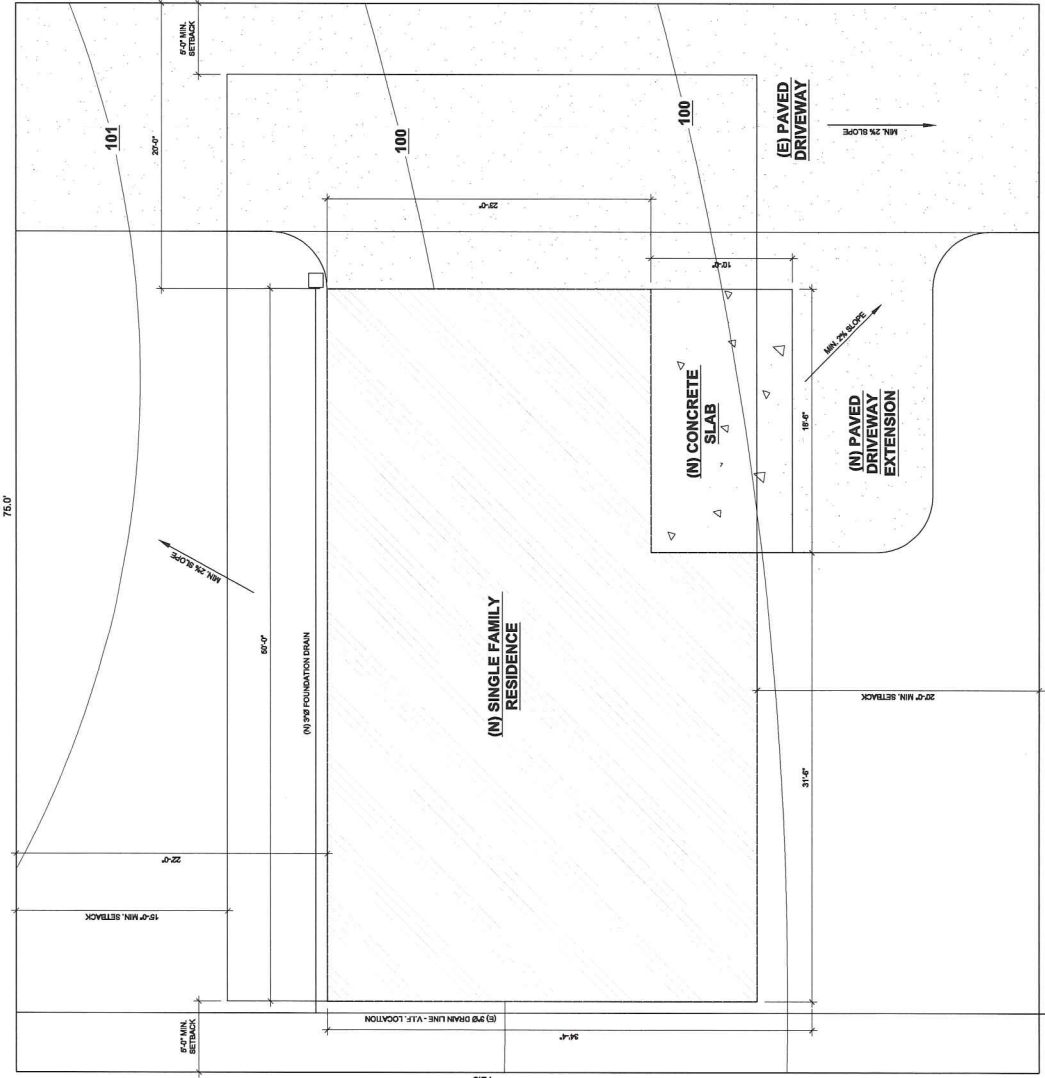 75.0'
5'-0" MIN.
SETBACK
101
20'-0"
100
100
(E) PAVED
DRIVEWAY
MIN. 2% SLOPE
23'-0"
10'-0"
MIN. 2% SLOPE
(N) CONCRETE
SLAB
18'-6"
(N) PAVED
DRIVEWAY
EXTENSION
MIN. 2% SLOPE
50'-0"
(N) 3"Ø FOUNDATION DRAIN
(N) SINGLE FAMILY
RESIDENCE
20'-0" MIN. SETBACK
31'-6"
22'-0"
15'-0" MIN. SETBACK
(E) 3"Ø DRAIN LINE - V.I.F. LOCATION
34'-4"
5'-0" MIN.
SETBACK